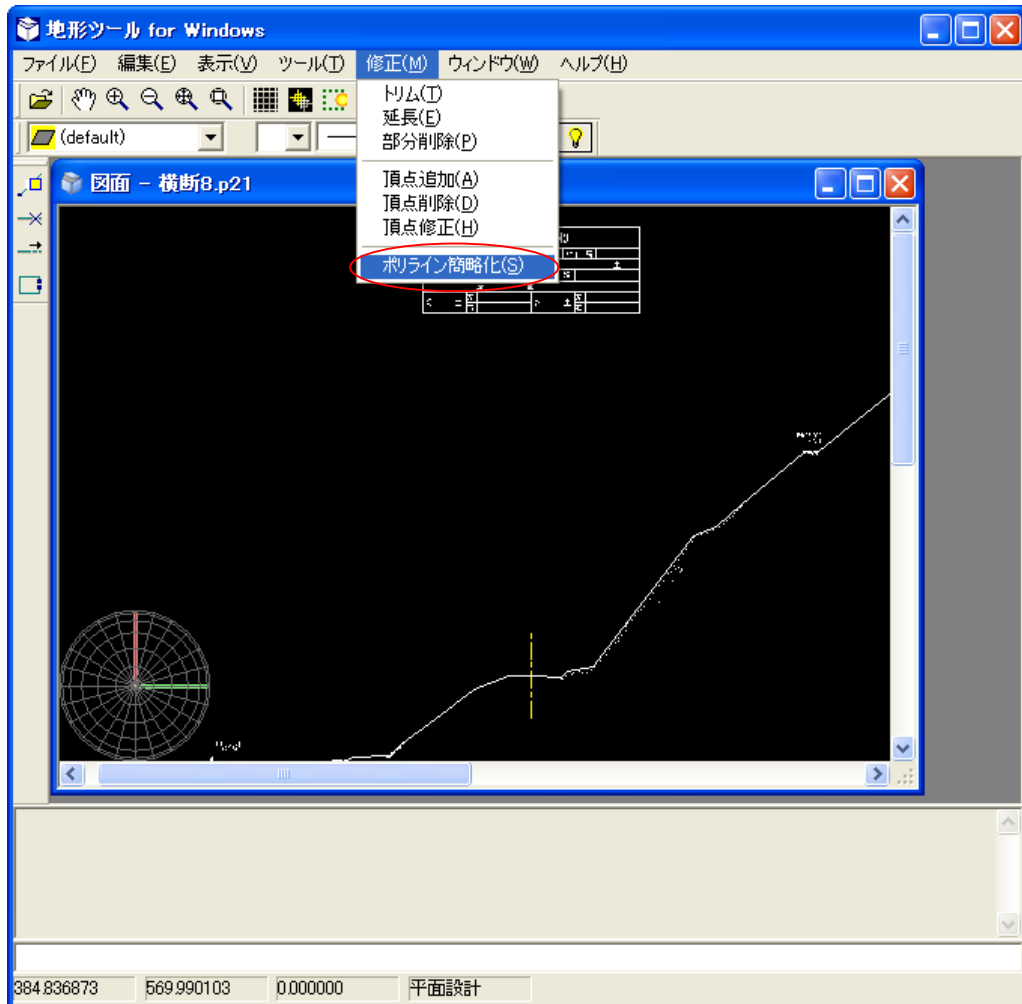 地形ツール for Windows
ファイル(F) 編集(E) 表示(V) ツール(T) 修正(M) ウィンドウ(W) ヘルプ(H)
トリム(T)
延長(E)
部分削除(P)
(default)
頂点追加(A)
頂点削除(D)
頂点修正(H)
ポリライン簡略化(S)
図面 - 横断8.p21
384.836873 569.990103 0.000000 平面設計